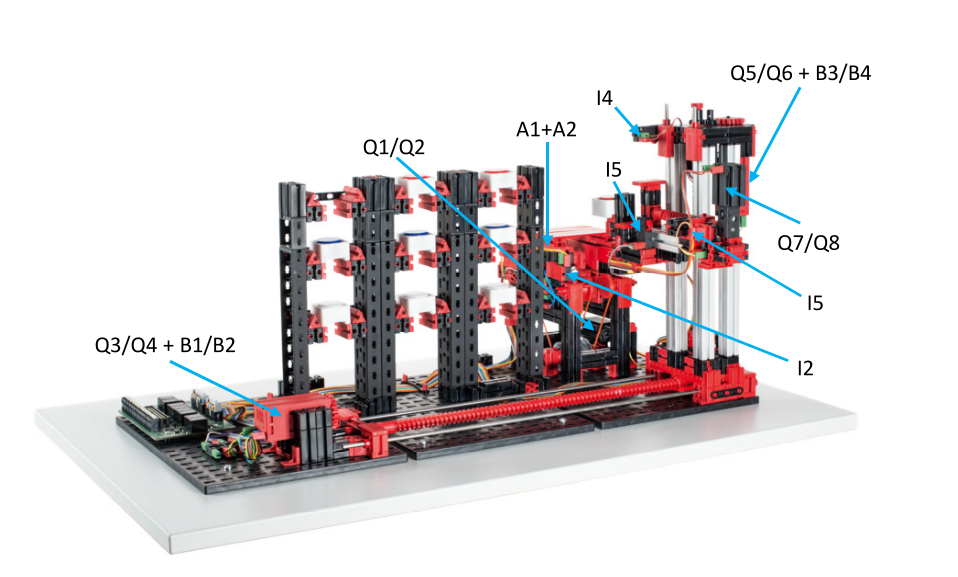 Q5/Q6 + B3/B4
I4
A1+A2
Q1/Q2
I5
Q7/Q8
I5
Q3/Q4 + B1/B2
I2